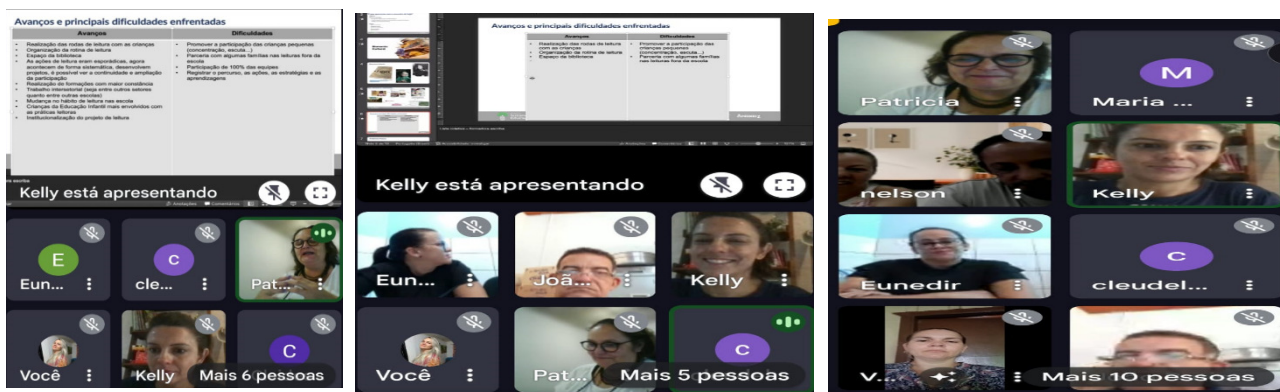 Avanços e principais dificuldades enfrentadas
Avanços
Dificuldades
• Realização das rodas de leitura com as crianças
• Organização da rotina de leitura
• Espaço da biblioteca
• As ações de leitura eram esporádicas, agora
acontecem de forma sistemática, desenvolvem
projetos, é possível ver a continuidade e ampliação
da participação
• Realização de formações com maior constância
• Trabalho intersetorial (seja entre outros setores
quanto entre outras escolas)
• Mudança no hábito de leitura nas escola
• Crianças da Educação Infantil mais envolvidos com
as práticas leitoras
• Institucionalização do projeto de leitura
• Promover a participação das crianças pequenas
(concentração, escuta...)
• Parceria com algumas famílias nas leituras fora da
escola
• Participação de 100% das equipes
• Registrar o percurso, as ações, as estratégias e as
aprendizagens
Kelly está apresentando
E
Eun...
c
cle...
Pat...
Você
Kelly
C
Mais 6 pessoas
Avanços e principais dificuldades enfrentadas
Avanços
Dificuldades
• Realização das rodas de leitura
com as crianças
• Organização da rotina de leitura
• Espaço da biblioteca
• Promover a participação das
crianças pequenas
(concentração, escuta...)
• Parceria com algumas famílias
nas leituras fora da escola
Kelly está apresentando
Eun...
Joã...
Kelly
Você
Pat...
C
Mais 5 pessoas
Patricia
M
Maria ...
nelson
Kelly
Eunedir
C
cleudel...
V...
Mais 10 pessoas